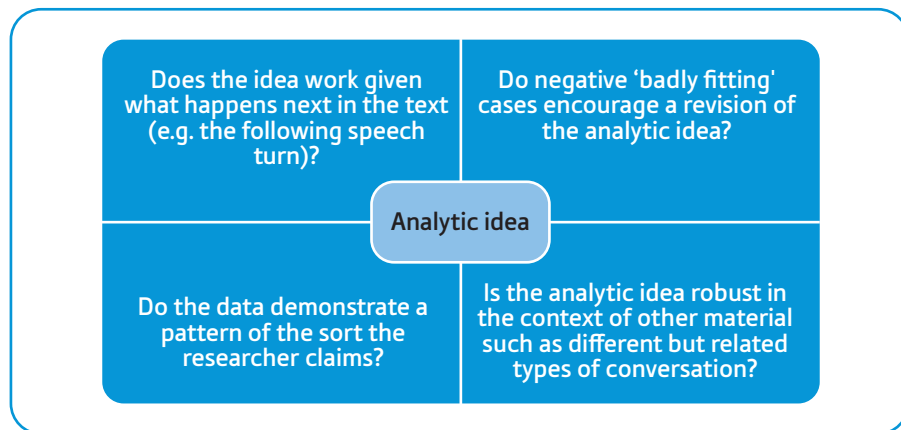 Does the idea work given
what happens next in the text
(e.g. the following speech
turn)?
Do negative ‘badly fitting'
cases encourage a revision of
the analytic idea?
Analytic idea
Do the data demonstrate a
pattern of the sort the
researcher claims?
Is the analytic idea robust in
the context of other material
such as different but related
types of conversation?